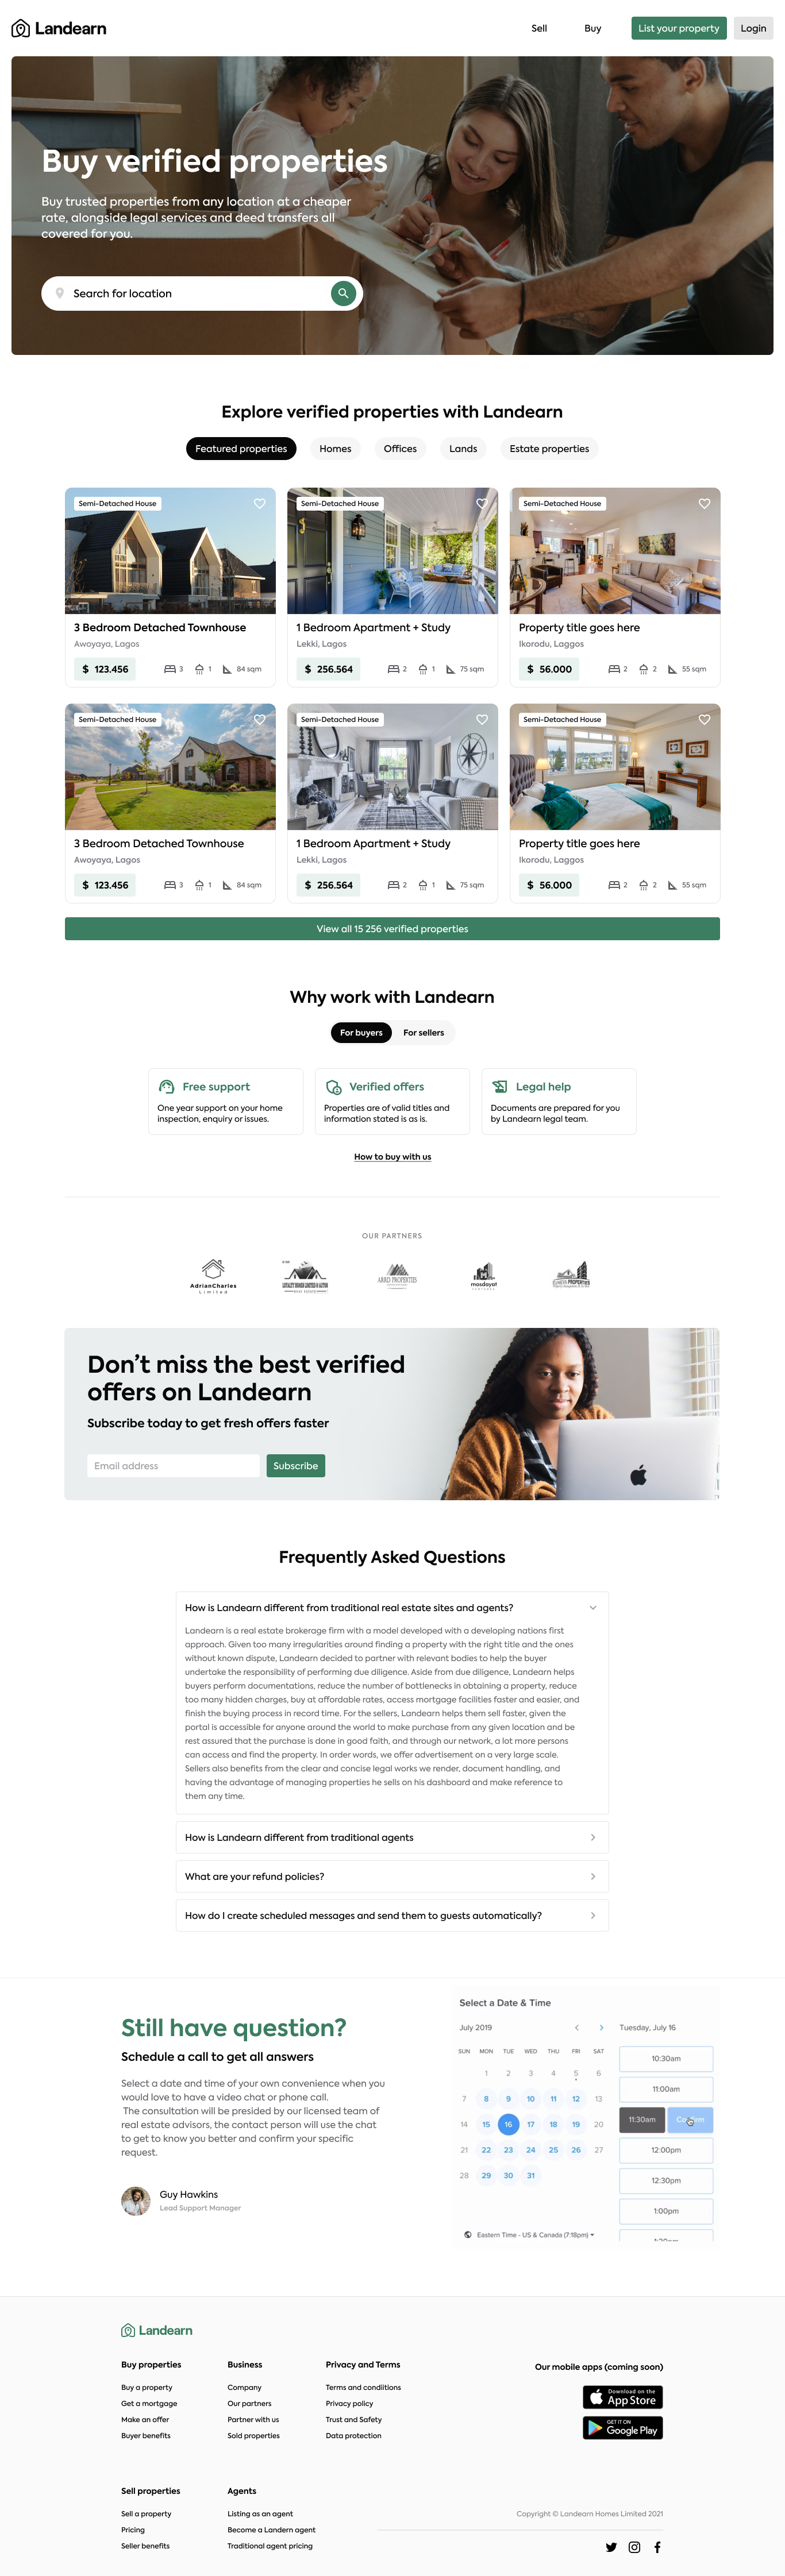 Landearn
Sell
Buy
List your property
Login
Buy verified properties
Buy trusted properties from any location at a cheaper
rate, alongside legal services and deed transfers all
covered for you.
Search for location
Explore verified properties with Landearn
Featured properties
Homes
Offices
Lands
Estate properties
Semi-Detached House
3 Bedroom Detached Townhouse
Awoyaya, Lagos
$ 123.456
3
1
84 sqm
Semi-Detached House
1 Bedroom Apartment + Study
Lekki, Lagos
$ 256.564
2
1
75 sqm
Semi-Detached House
Property title goes here
Ikorodu, Laggos
$ 56.000
2
2
55 sqm
Semi-Detached House
3 Bedroom Detached Townhouse
Awoyaya, Lagos
$ 123.456
3
1
84 sqm
Semi-Detached House
1 Bedroom Apartment + Study
Lekki, Lagos
$ 256.564
2
1
75 sqm
Semi-Detached House
Property title goes here
Ikorodu, Laggos
$ 56.000
2
2
55 sqm
View all 15 256 verified properties
Why work with Landearn
For buyers
For sellers
Free support
One year support on your home
inspection, enquiry or issues.
Verified offers
Properties are of valid titles and
information stated is as is.
Legal help
Documents are prepared for you
by Landearn legal team.
How to buy with us
OUR PARTNERS
AdrianCharles
Limited
REAL ESTATE
ARKD PROPERTIES
masdoyat
Don't miss the best verified
offers on Landearn
Subscribe today to get fresh offers faster
Email address
Subscribe
Frequently Asked Questions
How is Landearn different from traditional real estate sites and agents?
Landearn is a real estate brokerage firm with a model developed with a developing nations first
approach. Given too many irregularities around finding a property with the right title and the ones
without known dispute, Landearn decided to partner with relevant bodies to help the buyer
undertake the responsibility of performing due diligence. Aside from due diligence, Landearn helps
buyers perform documentations, reduce the number of bottlenecks in obtaining a property, reduce
too many hidden charges, buy at affordable rates, access mortgage facilities faster and easier, and
finish the buying process in record time. For the sellers, Landearn helps them sell faster, given the
portal is accessible for anyone around the world to make purchase from any given location and be
rest assured that the purchase is done in good faith, and through our network, a lot more persons
can access and find the property. In order words, we offer advertisement on a very large scale.
Sellers also benefits from the clear and concise legal works we render, document handling, and
having the advantage of managing properties he sells on his dashboard and make reference to
them any time.
How is Landearn different from traditional agents
What are your refund policies?
How do I create scheduled messages and send them to guests automatically?
Still have question?
Schedule a call to get all answers
Select a date and time of your own convenience when you
would love to have a video chat or phone call.
The consultation will be presided by our licensed team of
real estate advisors, the contact person will use the chat
to get to know you better and confirm your specific
request.
Guy Hawkins
Lead Support Manager
Select a Date & Time
July 2019
SUN MON TUE WED THU FRI SAT
1 2 3 4 5 6
7 8 9 10 11 12 13
14 15 16 17 18 19 20
21 22 23 24 25 26 27
28 29 30 31
Eastern Time - US & Canada (7:18pm)
Tuesday, July 16
10:30am
11:00am
11:30am
12:00pm
12:30pm
1:00pm
Landearn
Buy properties
Buy a property
Get a mortgage
Make an offer
Buyer benefits
Business
Company
Our partners
Partner with us
Sold properties
Privacy and Terms
Terms and condiitions
Privacy policy
Trust and Safety
Data protection
Our mobile apps (coming soon)
Download on the
App Store
GET IT ON
Google Play
Sell properties
Sell a property
Pricing
Seller benefits
Agents
Listing as an agent
Become a Landern agent
Traditional agent pricing
Copyright © Landearn Homes Limited 2021